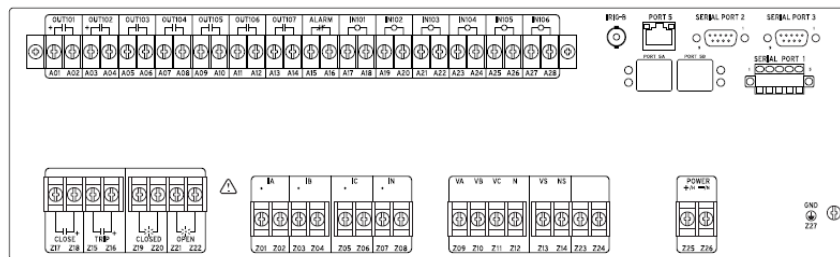 OUT101 OUT102 OUT103 OUT104 OUT105 OUT106 OUT107 ALARM IN101 IN102 IN103 IN104 IN105 IN106
IRIG-B PORT 5 SERIAL PORT 2 SERIAL PORT 3
A01 A02 A03 A04 A05 A06 A07 A08 A09 A10 A11 A12 A13 A14 A15 A16 A17 A18 A19 A20 A21 A22 A23 A24 A25 A26 A27 A28
PORT 5A PORT 5B SERIAL PORT 1
IA IB IC IN VA VB VC N VS NS POWER
+/H -/N
CLOSE TRIP CLOSED OPEN
Z17 Z18 Z15 Z16 Z19 Z20 Z21 Z22
Z01 Z02 Z03 Z04 Z05 Z06 Z07 Z08 Z09 Z10 Z11 Z12 Z13 Z14 Z23 Z24 Z25 Z26
GND
Z27